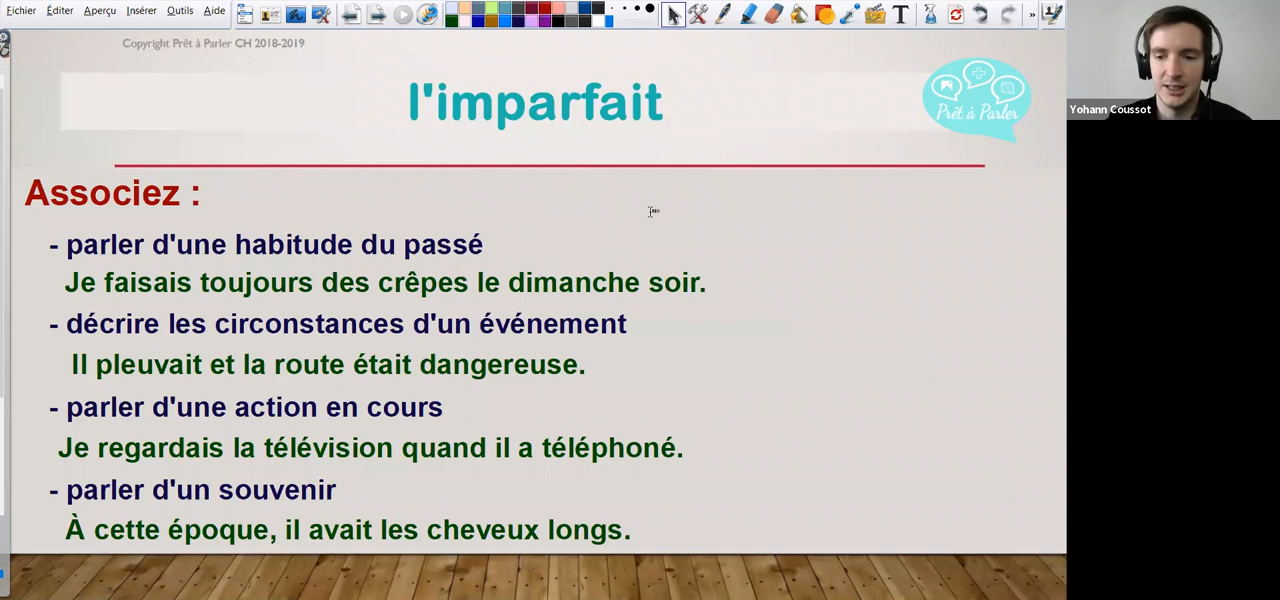 Fichier Éditer Aperçu Insérer Outils Aide
Copyright Prêt à Parler CH 2018-2019
l'imparfait
Prêt à Parler
Yohann Coussot
Associez :
- parler d'une habitude du passé
Je faisais toujours des crêpes le dimanche soir.
- décrire les circonstances d'un événement
Il pleuvait et la route était dangereuse.
- parler d'une action en cours
Je regardais la télévision quand il a téléphoné.
- parler d'un souvenir
À cette époque, il avait les cheveux longs.